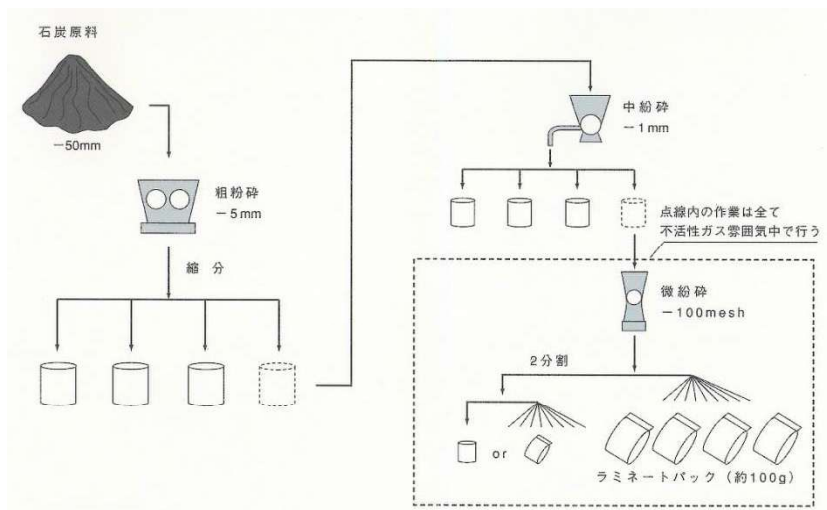 石炭原料
－50mm
粗粉砕
－5mm
縮分
中粉砕
－1mm
点線内の作業は全て
不活性ガス雰囲気中で行う
微粉砕
－100mesh
2分割
or
ラミネートパック（約100g）